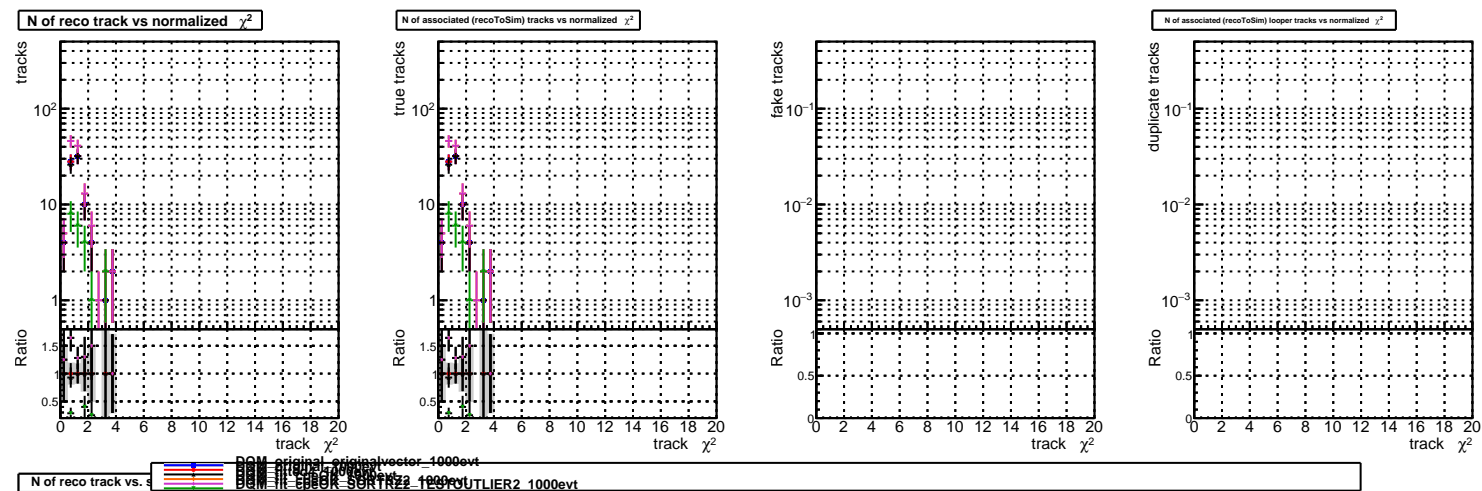 N of reco track vs normalized χ²
N of associated (recoToSim) tracks vs normalized χ²
N of associated (recoToSim) looper tracks vs normalized χ²
tracks
10²
10
1
Ratio
1.5
1
0.5
0 2 4 6 8 10 12 14 16 18 20
track χ²
true tracks
10²
10
1
Ratio
1.5
1
0.5
0 2 4 6 8 10 12 14 16 18 20
track χ²
fake tracks
10⁻¹
10⁻²
10⁻³
Ratio
1
0.5
0
0 2 4 6 8 10 12 14 16 18 20
track χ²
duplicate tracks
10⁻¹
10⁻²
10⁻³
Ratio
1
0.5
0
0 2 4 6 8 10 12 14 16 18 20
track χ²
N of reco track vs. s
DQM_original_originalvector_1000evt
DQM_fit_cpeOR_SORTRZ2_TESTOUTLIER2_1000evt